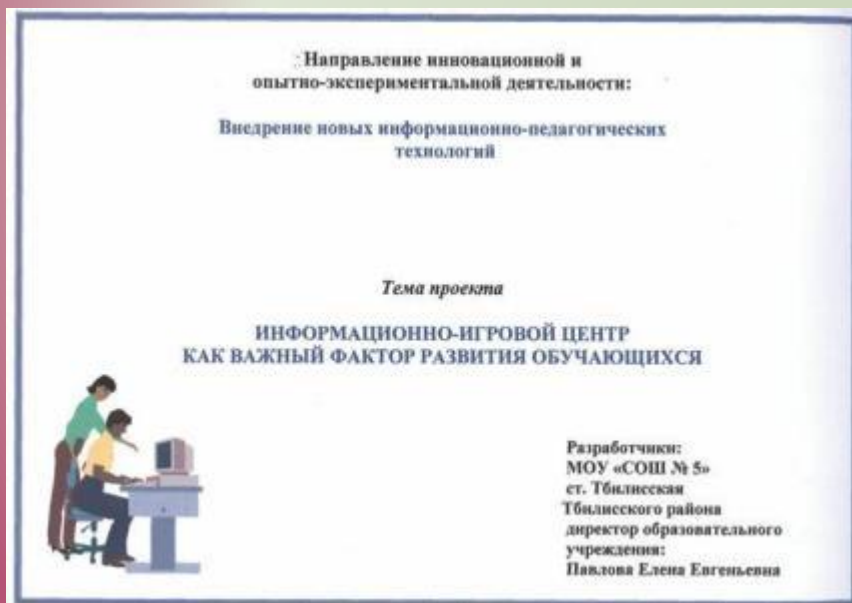 Направление инновационной и
опытно-экспериментальной деятельности:
Внедрение новых информационно-педагогических
технологий
Тема проекта
ИНФОРМАЦИОННО-ИГРОВОЙ ЦЕНТР
КАК ВАЖНЫЙ ФАКТОР РАЗВИТИЯ ОБУЧАЮЩИХСЯ
Разработчики:
МОУ «СОШ № 5»
ст. Тбилисская
Тбилисского района
директор образовательного
учреждения:
Павлова Елена Евгеньевна